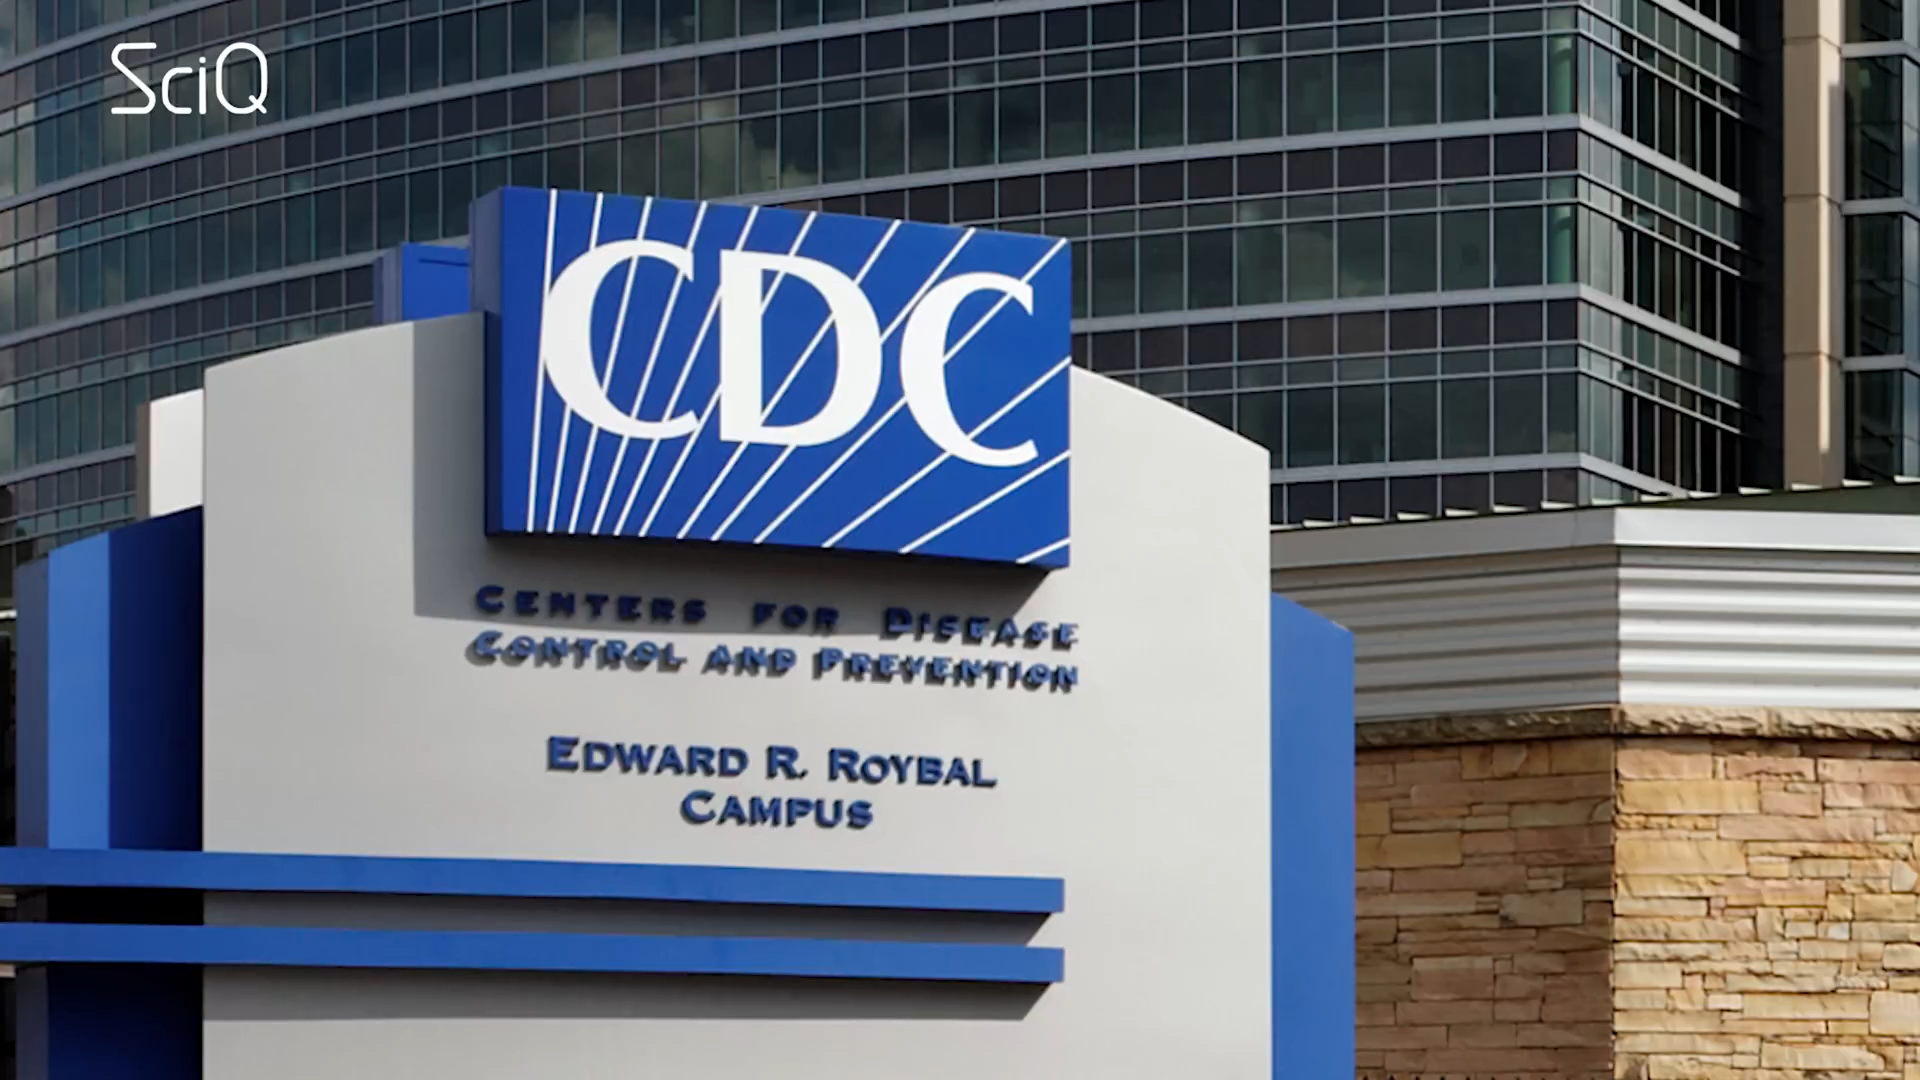 SciQ
CDC
CENTERS FOR DISEASE
CONTROL AND PREVENTION
EDWARD R. ROYBAL
CAMPUS